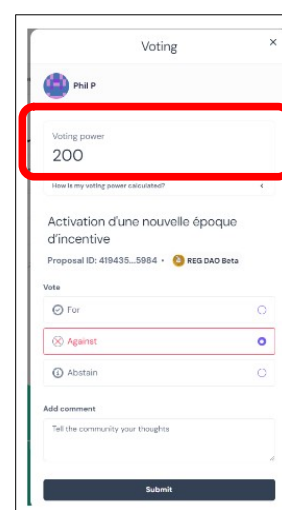 Voting
Phil P
Voting power
200
How is my voting power calculated?
Activation d'une nouvelle époque
d'incentive
Proposal ID: 419435...5984 • REG DAO Beta
Vote
For
Against
Abstain
Add comment
Tell the community your thoughts
Submit